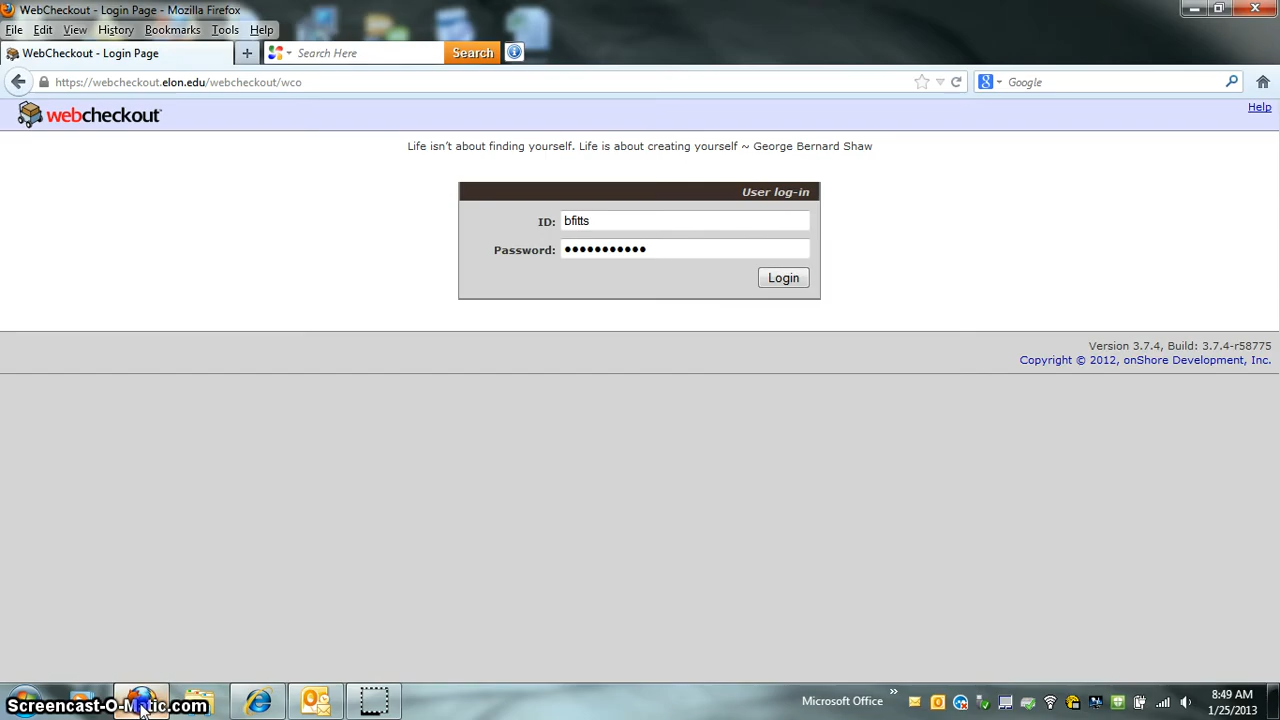 WebCheckout - Login Page - Mozilla Firefox
File Edit View History Bookmarks Tools Help
WebCheckout - Login Page
Search Here
Search
https://webcheckout.elon.edu/webcheckout/wco
Google
webcheckout
Help
Life isn't about finding yourself. Life is about creating yourself ~ George Bernard Shaw
User log-in
ID: bfitts
Password: ●●●●●●●●●●●
Login
Version 3.7.4, Build: 3.7.4-r58775
Copyright © 2012, onShore Development, Inc.
Screencast-O-Matic.com
Microsoft Office
8:49 AM
1/25/2013